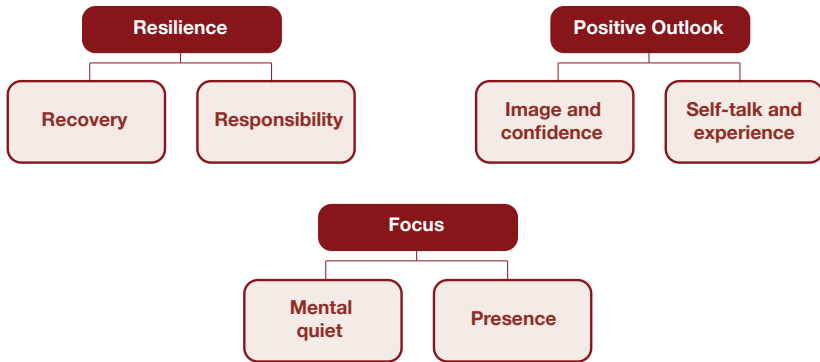 Resilience
Recovery
Responsibility
Positive Outlook
Image and
confidence
Self-talk and
experience
Focus
Mental
quiet
Presence